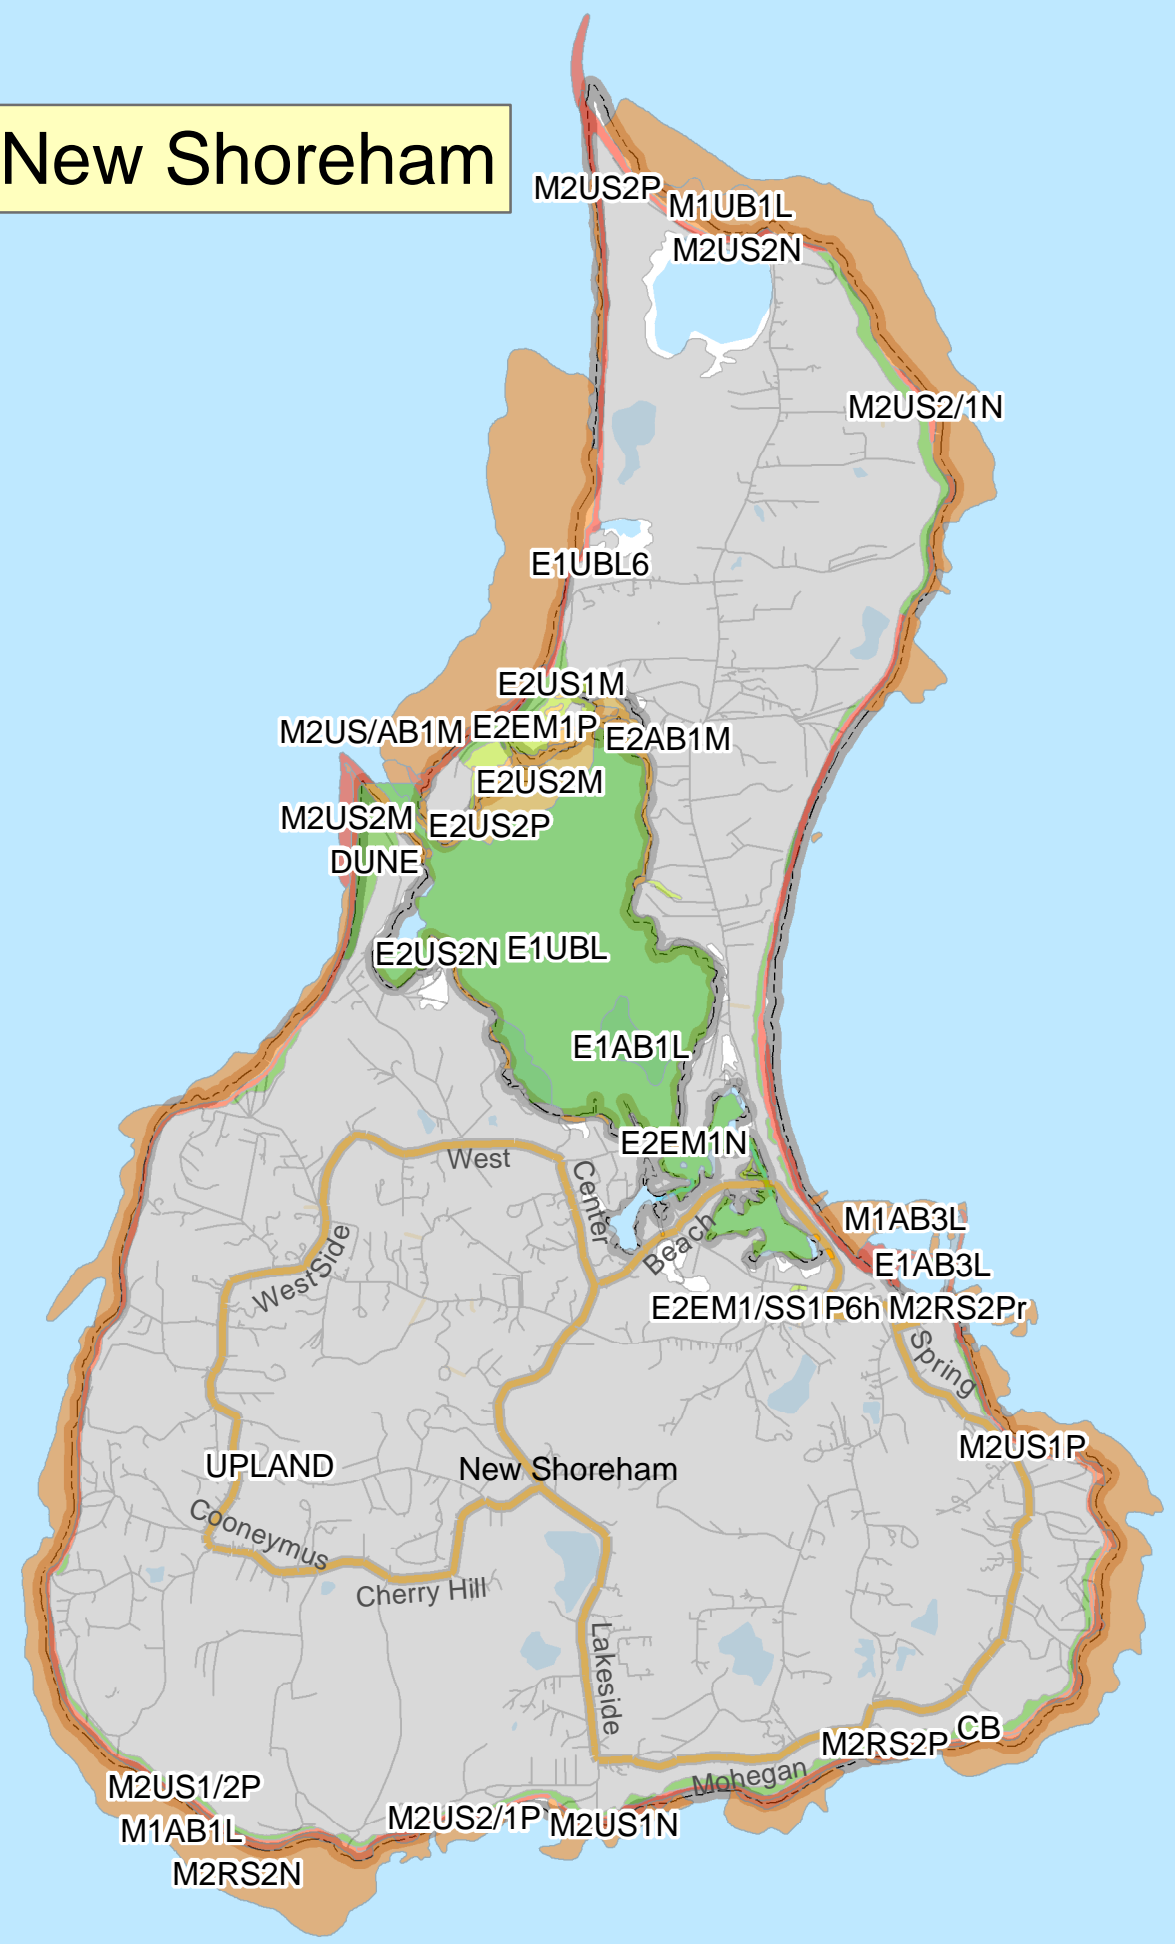 New Shoreham
M2US2P
M1UB1L
M2US2N
M2US2/1N
E1UBL6
E2US1M
M2US/AB1M
E2EM1P
E2AB1M
E2US2M
M2US2M
E2US2P
DUNE
E2US2N
E1UBL
E1AB1L
E2EM1N
West
Center
Beach
WestSide
M1AB3L
E1AB3L
E2EM1/SS1P6h
M2RS2Pr
Spring
M2US1P
UPLAND
New Shoreham
Cooneymus
Cherry Hill
Lakeside
CB
M2RS2P
Mohegan
M2US1/2P
M2US2/1P
M2US1N
M1AB1L
M2RS2N